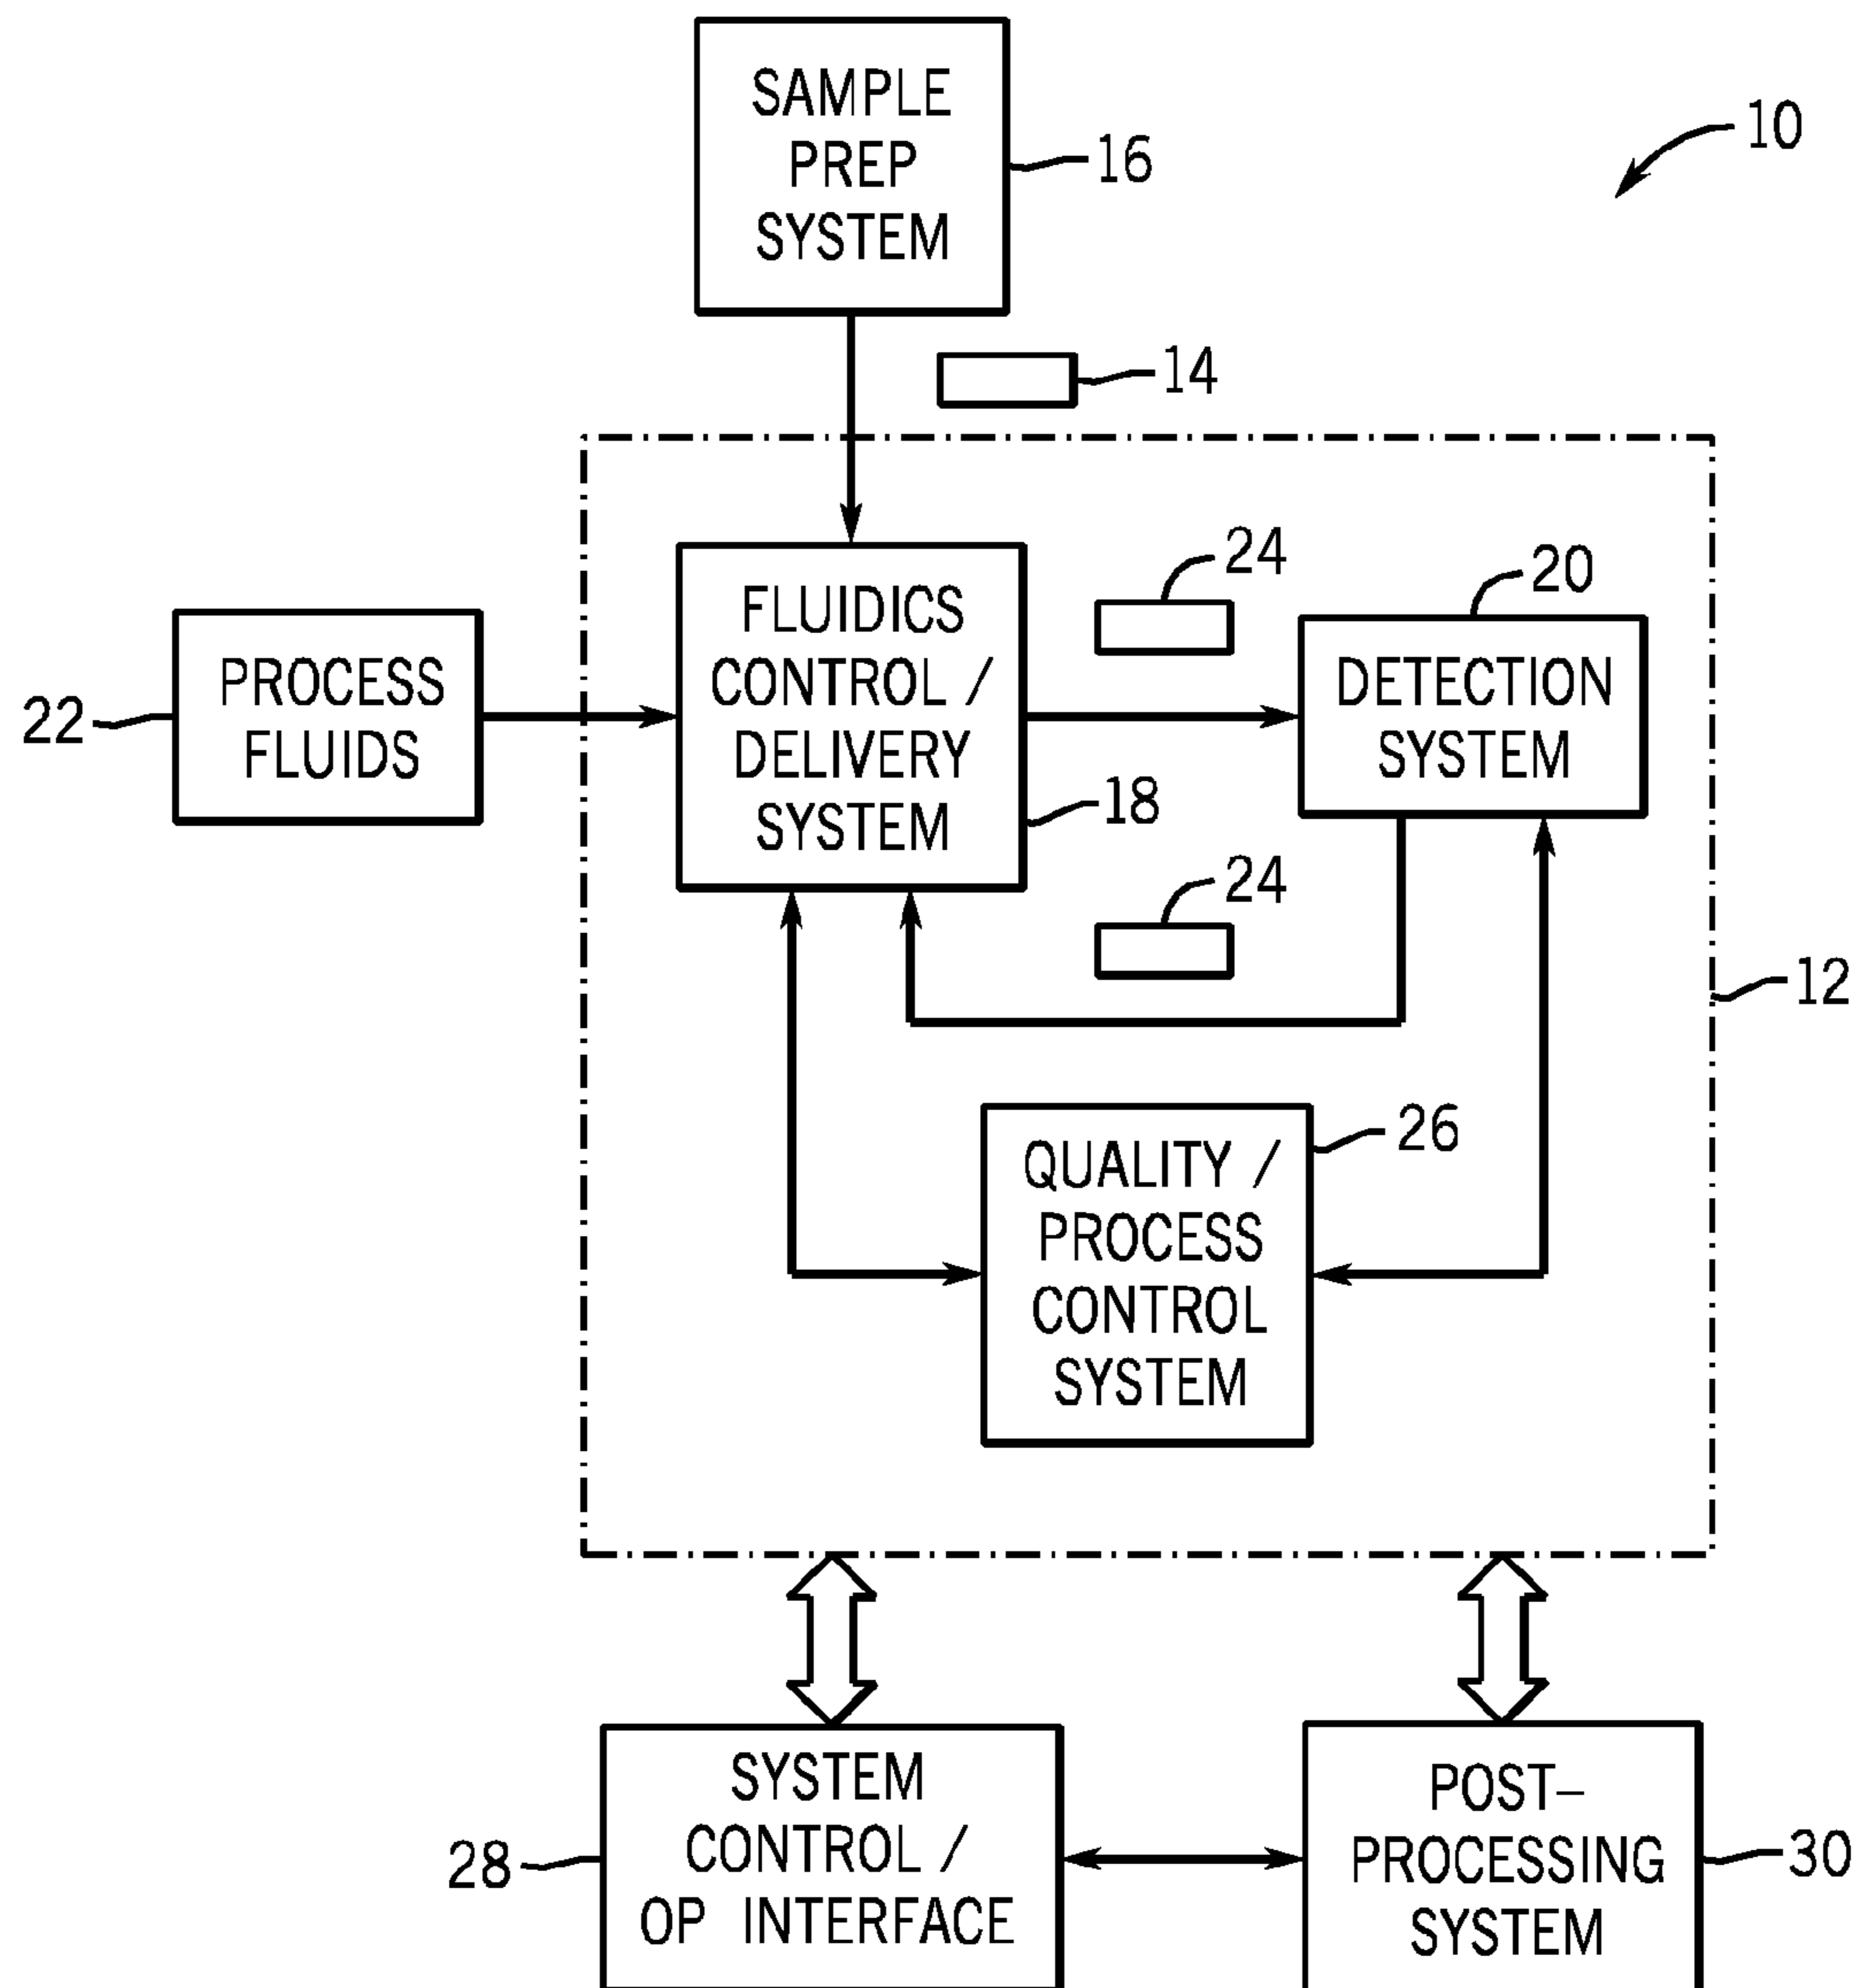 SAMPLE
PREP
SYSTEM
16
10
14
24
20
FLUIDICS
CONTROL /
DELIVERY
SYSTEM
18
DETECTION
SYSTEM
PROCESS
FLUIDS
22
24
12
QUALITY /
PROCESS
CONTROL
SYSTEM
26
SYSTEM
CONTROL /
OP INTERFACE
28
POST–
PROCESSING
SYSTEM
30